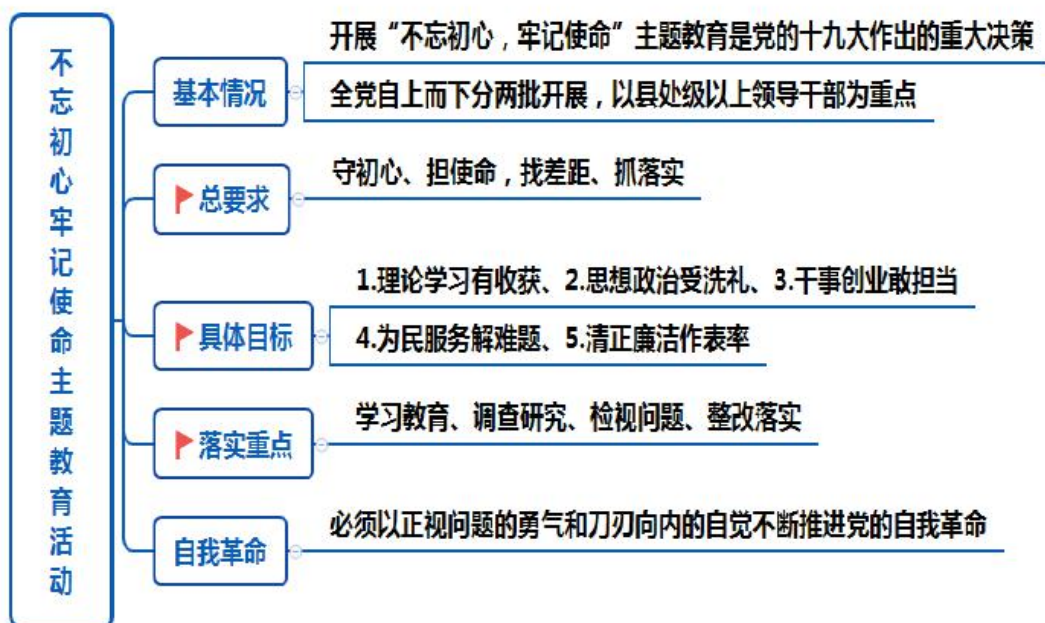 不忘初心牢记使命主题教育活动
基本情况
开展“不忘初心，牢记使命”主题教育是党的十九大作出的重大决策
全党自上而下分两批开展，以县处级以上领导干部为重点
总要求
守初心、担使命，找差距、抓落实
具体目标
1.理论学习有收获、2.思想政治受洗礼、3.干事创业敢担当
4.为民服务解难题、5.清正廉洁作表率
落实重点
学习教育、调查研究、检视问题、整改落实
自我革命
必须以正视问题的勇气和刀刃向内的自觉不断推进党的自我革命